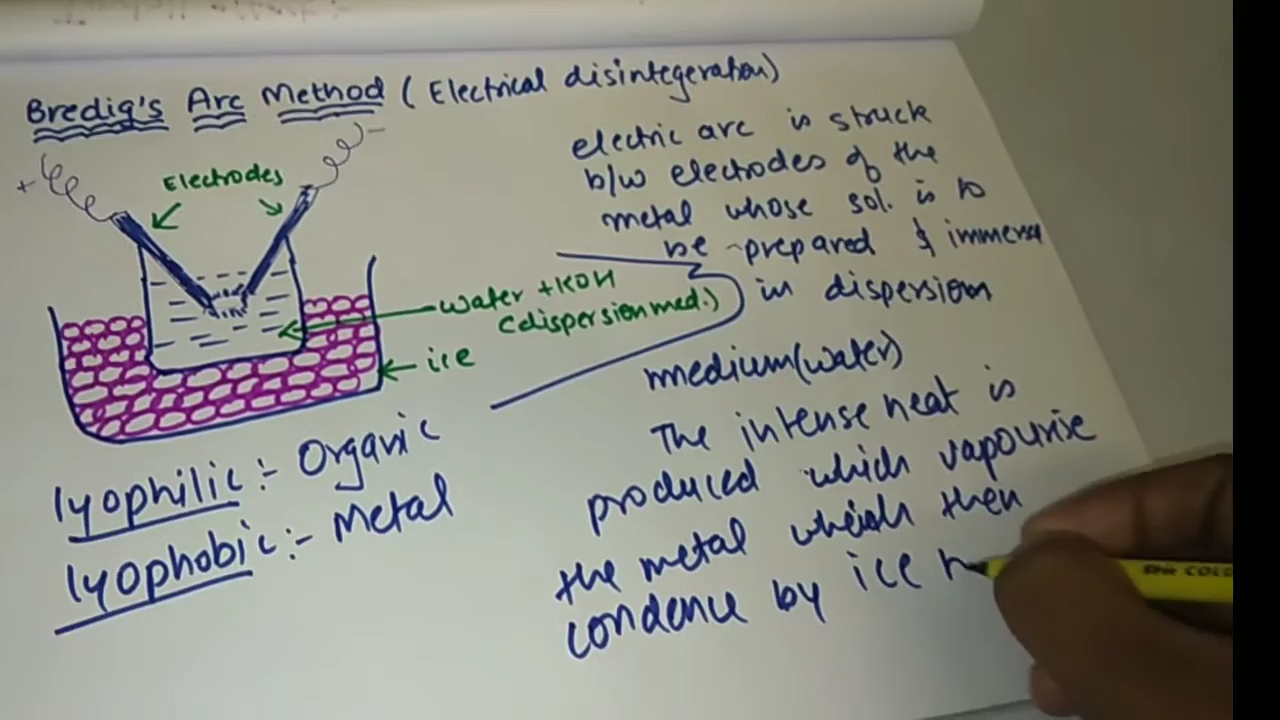 Bredig's Arc Method (Electrical disintegeration)
+
-
Electrodes
water + KOH
(dispersion med.)
ice
lyophilic :- Organic
lyophobic :- Metal
electric arc is struck
b/w electrodes of the
metal whose sol. is to
be prepared & immerse
in dispersion
medium (water)
The intense heat is
produced which vapourise
the metal which then
condence by ice
COLO